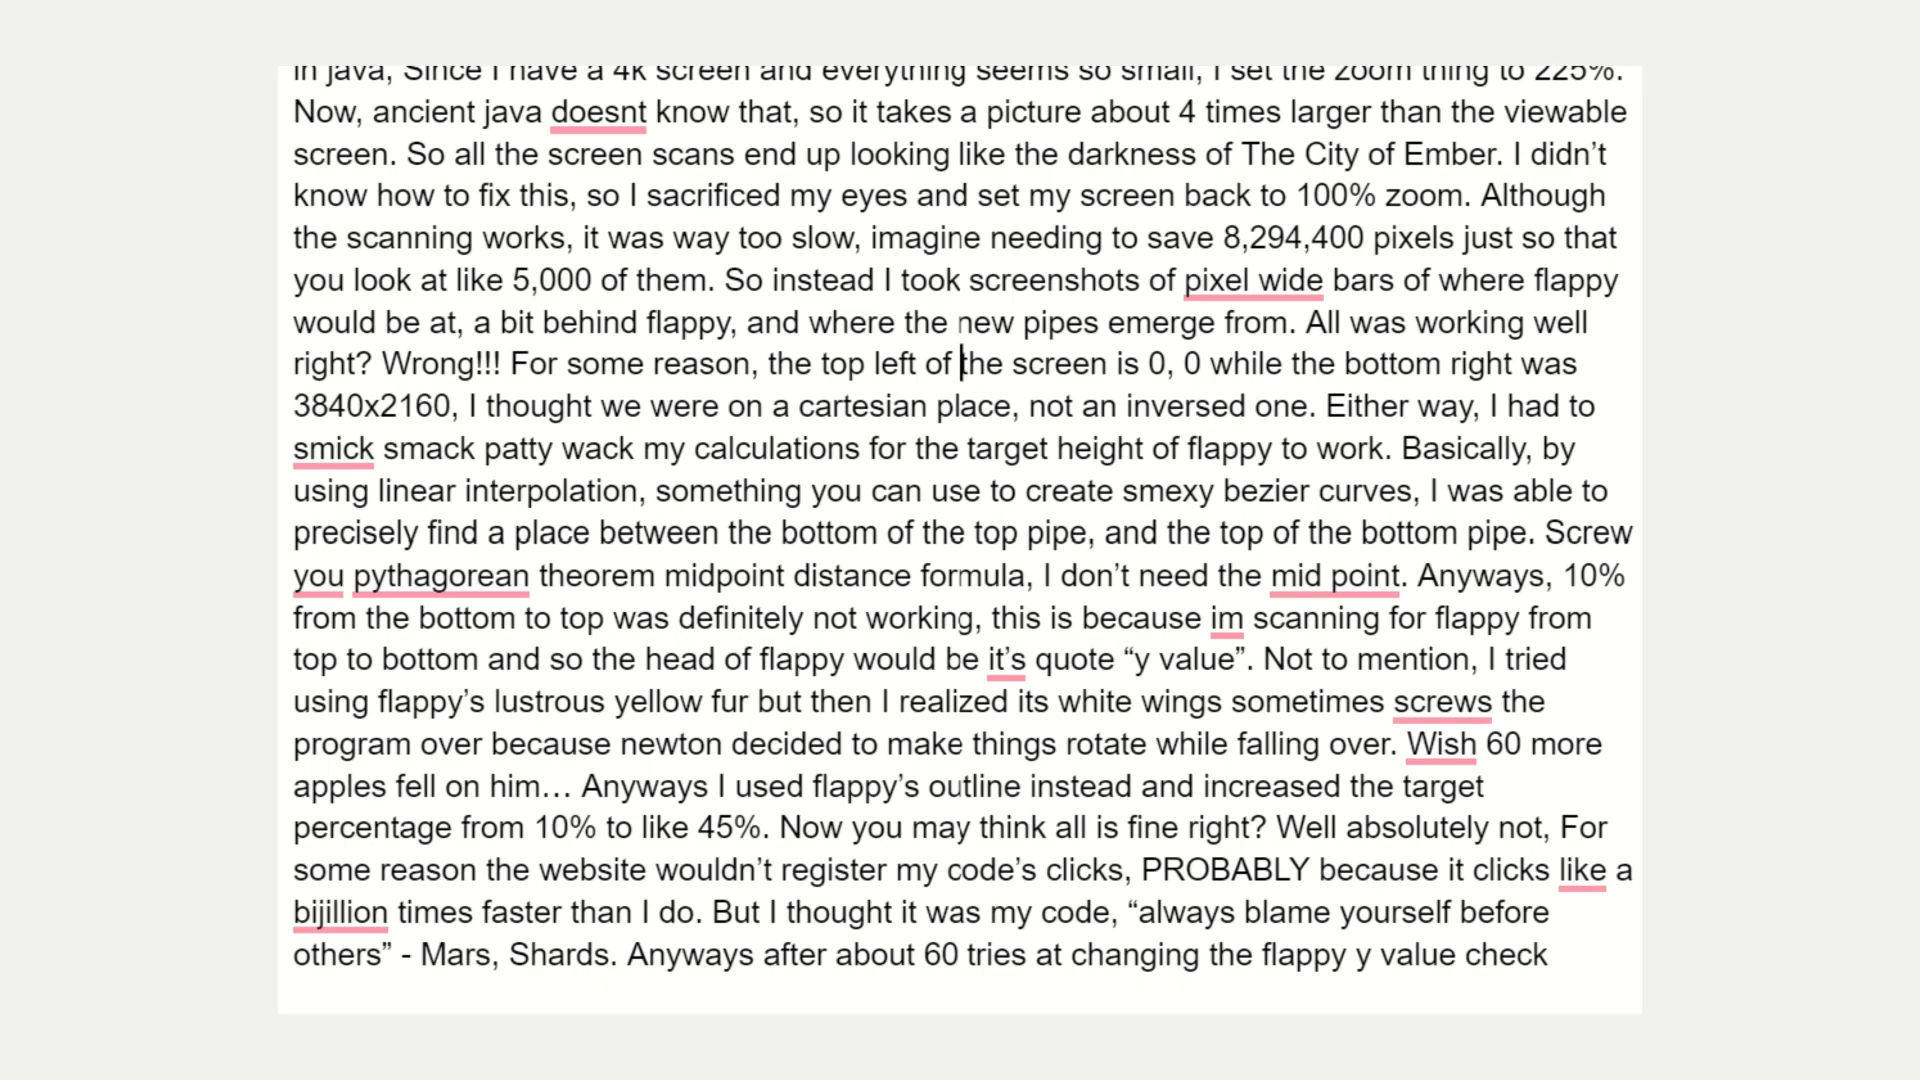 in java, Since I have a 4k screen and everything seems so small, I set the zoom thing to 225%.
Now, ancient java doesnt know that, so it takes a picture about 4 times larger than the viewable
screen. So all the screen scans end up looking like the darkness of The City of Ember. I didn’t
know how to fix this, so I sacrificed my eyes and set my screen back to 100% zoom. Although
the scanning works, it was way too slow, imagine needing to save 8,294,400 pixels just so that
you look at like 5,000 of them. So instead I took screenshots of pixel wide bars of where flappy
would be at, a bit behind flappy, and where the new pipes emerge from. All was working well
right? Wrong!!! For some reason, the top left of the screen is 0, 0 while the bottom right was
3840x2160, I thought we were on a cartesian place, not an inversed one. Either way, I had to
smick smack patty wack my calculations for the target height of flappy to work. Basically, by
using linear interpolation, something you can use to create smexy bezier curves, I was able to
precisely find a place between the bottom of the top pipe, and the top of the bottom pipe. Screw
you pythagorean theorem midpoint distance formula, I don’t need the mid point. Anyways, 10%
from the bottom to top was definitely not working, this is because im scanning for flappy from
top to bottom and so the head of flappy would be it’s quote “y value”. Not to mention, I tried
using flappy’s lustrous yellow fur but then I realized its white wings sometimes screws the
program over because newton decided to make things rotate while falling over. Wish 60 more
apples fell on him… Anyways I used flappy’s outline instead and increased the target
percentage from 10% to like 45%. Now you may think all is fine right? Well absolutely not, For
some reason the website wouldn’t register my code’s clicks, PROBABLY because it clicks like a
bijillion times faster than I do. But I thought it was my code, “always blame yourself before
others” - Mars, Shards. Anyways after about 60 tries at changing the flappy y value check